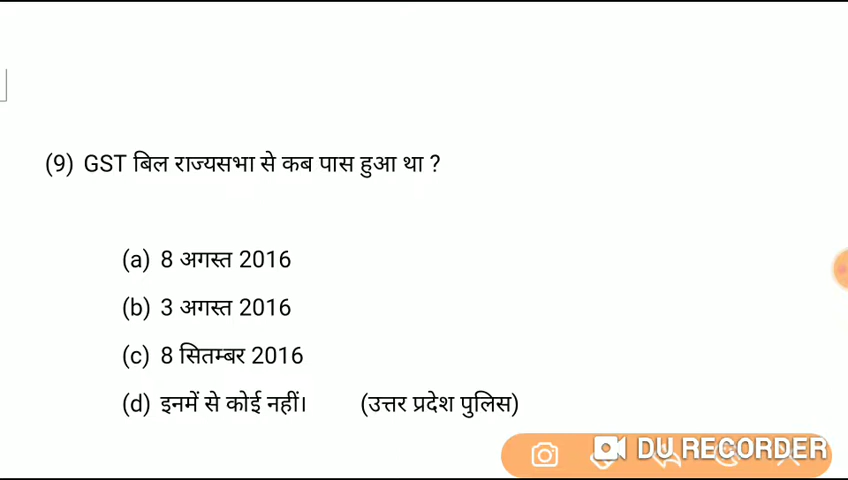 (9) GST बिल राज्यसभा से कब पास हुआ था ?
(a) 8 अगस्त 2016
(b) 3 अगस्त 2016
(c) 8 सितम्बर 2016
(d) इनमें से कोई नहीं। (उत्तर प्रदेश पुलिस)
DU RECORDER